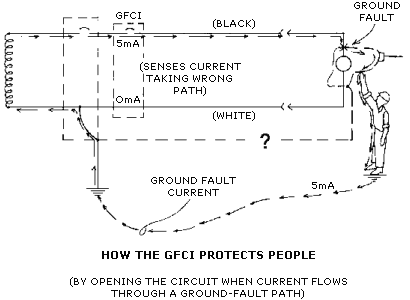 GFCI
(BLACK)
GROUND
FAULT
5mA
(SENSES CURRENT
TAKING WRONG
PATH)
0mA
(WHITE)
?
GROUND FAULT
CURRENT
5mA
HOW THE GFCI PROTECTS PEOPLE
(BY OPENING THE CIRCUIT WHEN CURRENT FLOWS
THROUGH A GROUND-FAULT PATH)